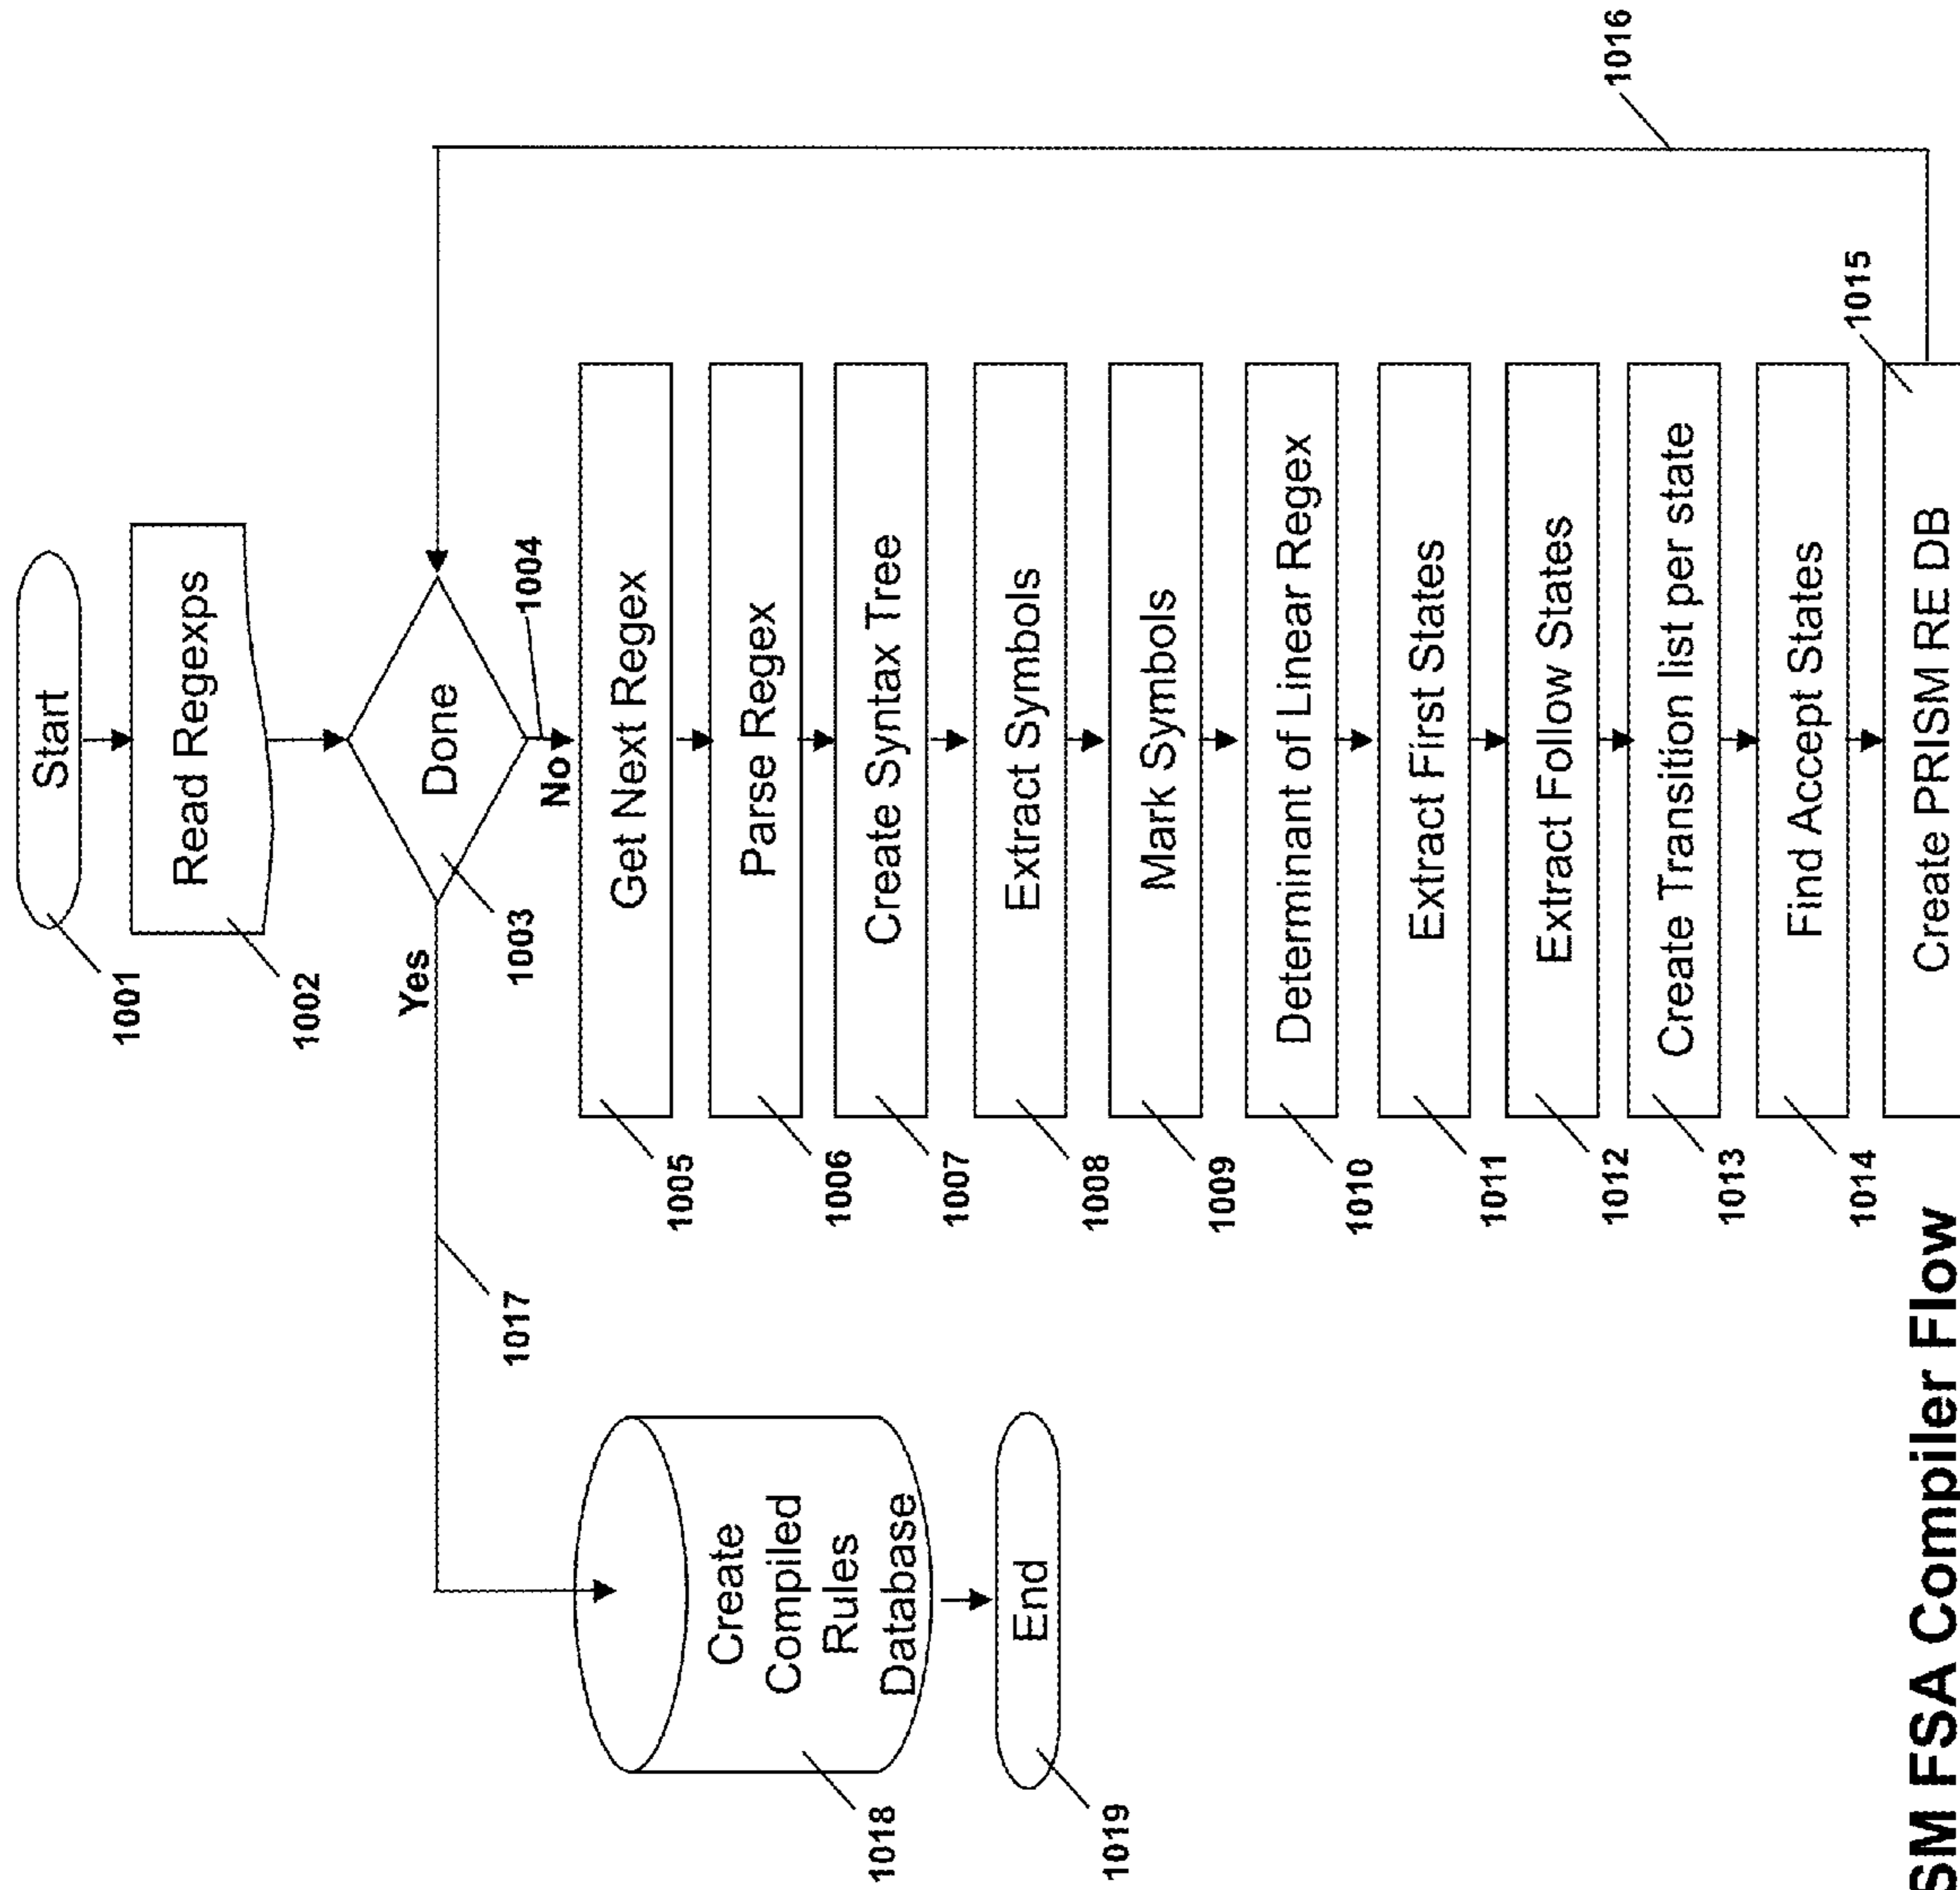 Start
1001
Read Regexps
1002
Done
1003
Yes
No
1004
Get Next Regex
1005
Parse Regex
1006
Create Syntax Tree
1007
Extract Symbols
1008
Mark Symbols
1009
Determinant of Linear Regex
1010
Extract First States
1011
Extract Follow States
1012
Create Transition list per state
1013
Find Accept States
1014
Create PRISM RE DB
1015
1016
1017
Create
Compiled
Rules
Database
1018
End
1019
SM FSA Compiler Flow